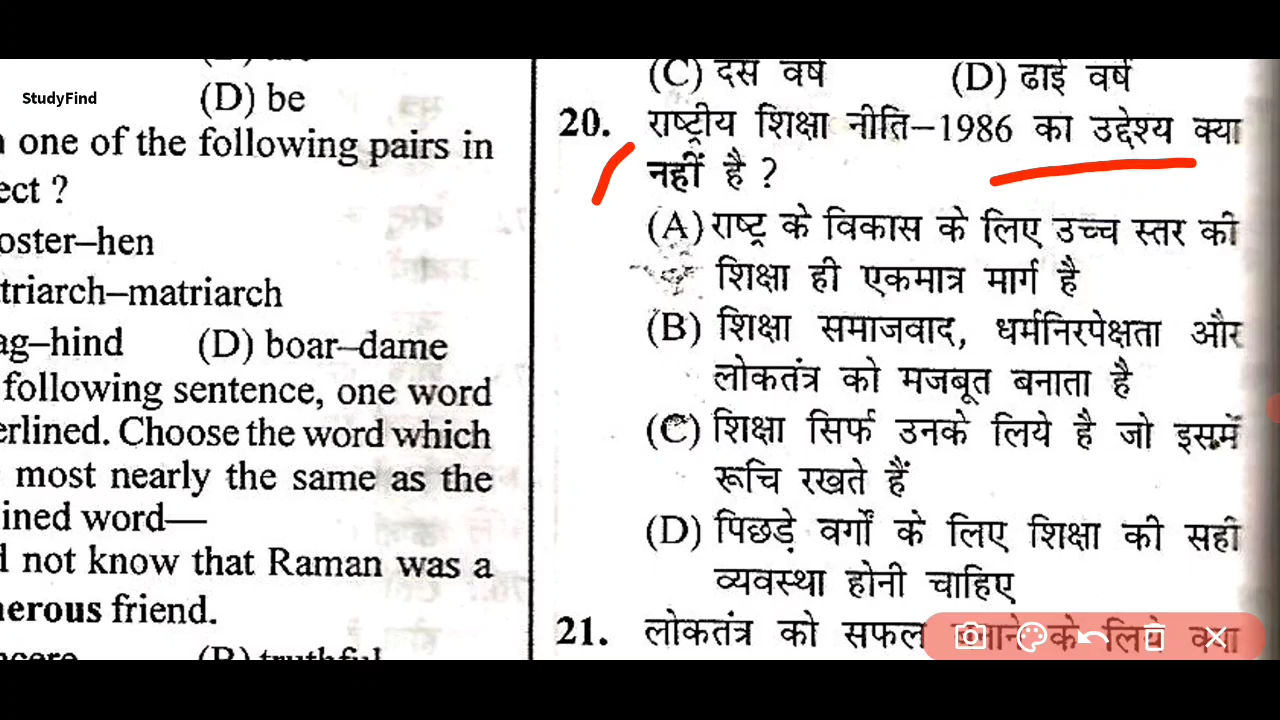 StudyFind
(D) be
one of the following pairs in
ect ?
oster–hen
triarch–matriarch
ag–hind (D) boar–dame
following sentence, one word
erlined. Choose the word which
most nearly the same as the
ined word—
not know that Raman was a
nerous friend.
(C) दस वर्ष (D) ढाई वर्ष
20. राष्ट्रीय शिक्षा नीति–1986 का उद्देश्य क्या
नहीं है ?
(A) राष्ट्र के विकास के लिए उच्च स्तर की
शिक्षा ही एकमात्र मार्ग है
(B) शिक्षा समाजवाद, धर्मनिरपेक्षता और
लोकतंत्र को मजबूत बनाता है
(C) शिक्षा सिर्फ उनके लिये है जो इसमें
रूचि रखते हैं
(D) पिछड़े वर्गों के लिए शिक्षा की सही
व्यवस्था होनी चाहिए
21. लोकतंत्र को सफल बनाने के लिये क्या